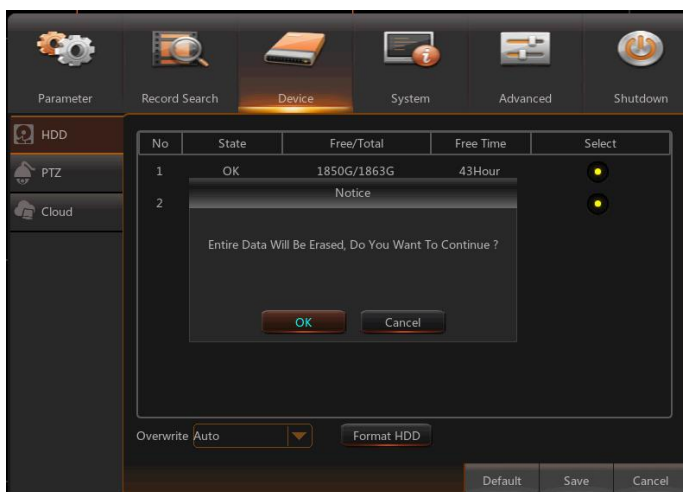 Parameter Record Search Device System Advanced Shutdown
HDD
PTZ
Cloud
No State Free/Total Free Time Select
1 OK 1850G/1863G 43Hour
2
Notice
Entire Data Will Be Erased, Do You Want To Continue ?
OK Cancel
Overwrite Auto Format HDD
Default Save Cancel